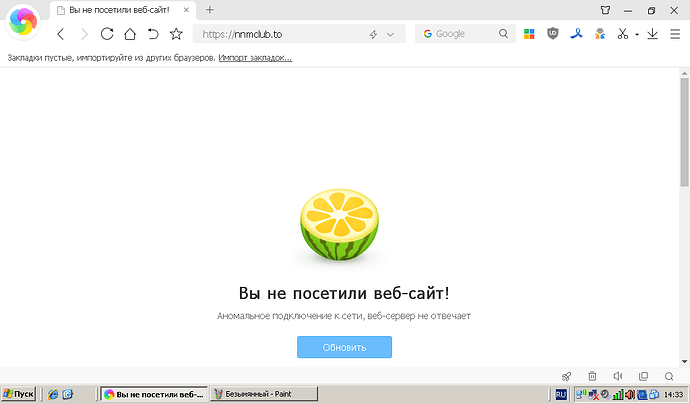 Вы не посетили веб-сайт!
https://nnmclub.to
Google
Закладки пустые, импортируйте из других браузеров. Импорт закладок...
Вы не посетили веб-сайт!
Аномальное подключение к сети, веб-сервер не отвечает
Обновить
Пуск
Вы не посетили веб-...
Безымянный - Paint
RU
14:33